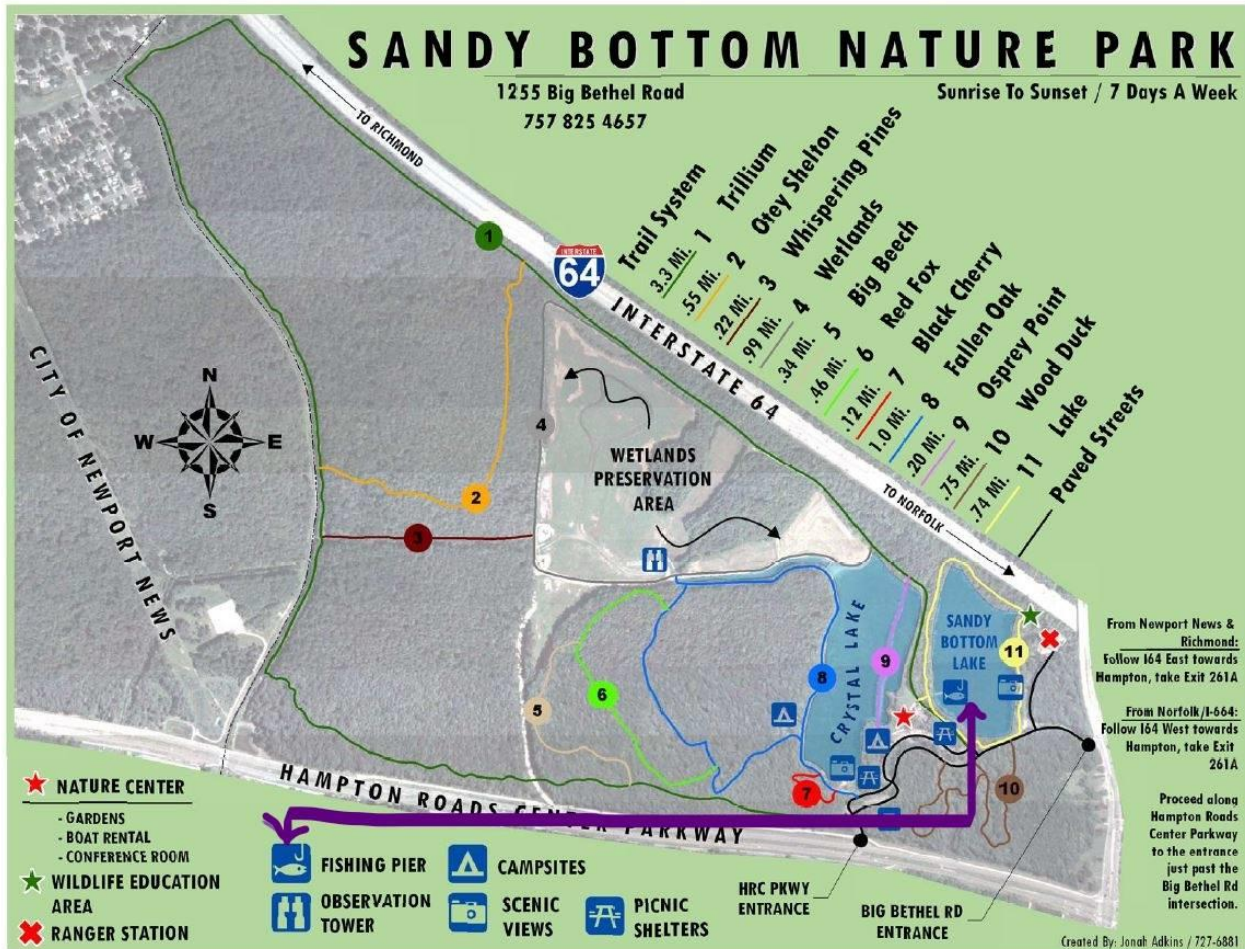 SANDY BOTTOM NATURE PARK
1255 Big Bethel Road
757 825 4657
Sunrise To Sunset / 7 Days A Week
TO RICHMOND
INTERSTATE
64
INTERSTATE 64
TO NORFOLK
Trail System
3.3 Mi. 1 Trillium
.55 Mi. 2 Otey Shelton
.22 Mi. 3 Whispering Pines
.99 Mi. 4 Wetlands
.34 Mi. 5 Big Beech
.46 Mi. 6 Red Fox
.12 Mi. 7 Black Cherry
1.0 Mi. 8 Fallen Oak
.20 Mi. 9 Osprey Point
.75 Mi. 10 Wood Duck
.74 Mi. 11 Lake
Paved Streets
1
2
3
4
5
6
7
8
9
10
11
CITY OF NEWPORT NEWS
N
W E
S
WETLANDS
PRESERVATION
AREA
CRYSTAL LAKE
SANDY
BOTTOM
LAKE
From Newport News &
Richmond:
Follow I64 East towards
Hampton, take Exit 261A
From Norfolk/I-664:
Follow I64 West towards
Hampton, take Exit
261A
Proceed along
Hampton Roads
Center Parkway
to the entrance
just past the
Big Bethel Rd
intersection.
HAMPTON ROADS CENTER PARKWAY
NATURE CENTER
- GARDENS
- BOAT RENTAL
- CONFERENCE ROOM
WILDLIFE EDUCATION
AREA
RANGER STATION
FISHING PIER
OBSERVATION
TOWER
CAMPSITES
SCENIC
VIEWS
PICNIC
SHELTERS
HRC PKWY
ENTRANCE
BIG BETHEL RD
ENTRANCE
Created By: Jonah Adkins / 727-6881